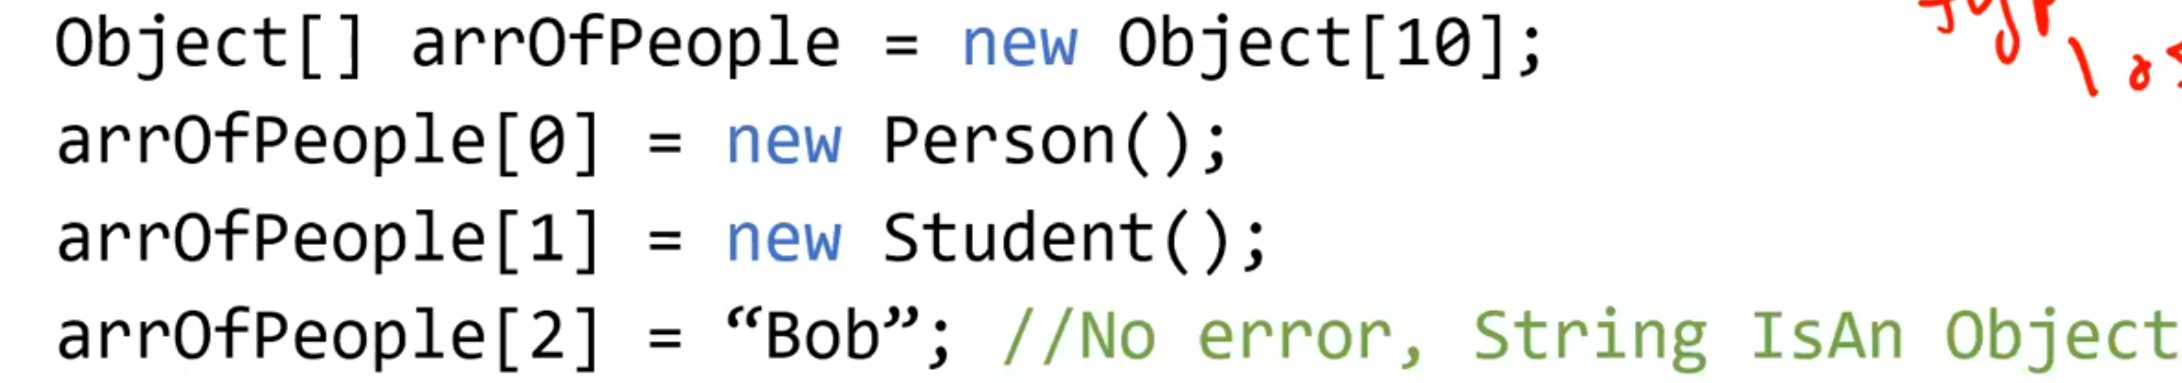 Object[] arrOfPeople = new Object[10];
arrOfPeople[0] = new Person();
arrOfPeople[1] = new Student();
arrOfPeople[2] = “Bob”; //No error, String IsAn Object